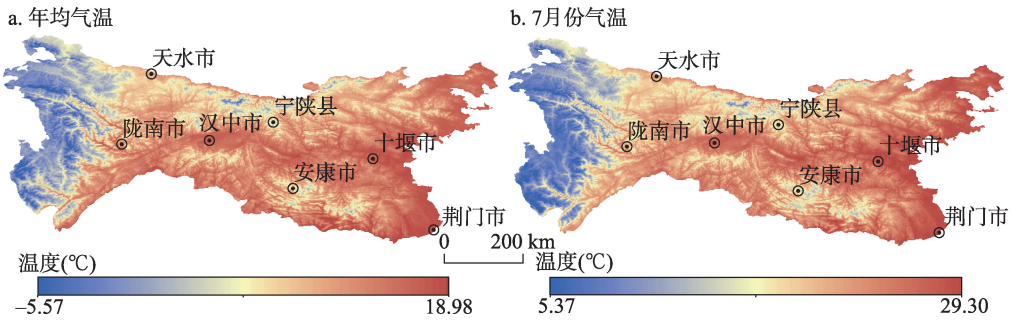 a. 年均气温
天水市
宁陕县
汉中市
陇南市
十堰市
安康市
荆门市
0 200 km
温度(℃)
−5.57 18.98
b. 7月份气温
天水市
宁陕县
汉中市
陇南市
十堰市
安康市
荆门市
温度(℃)
5.37 29.30